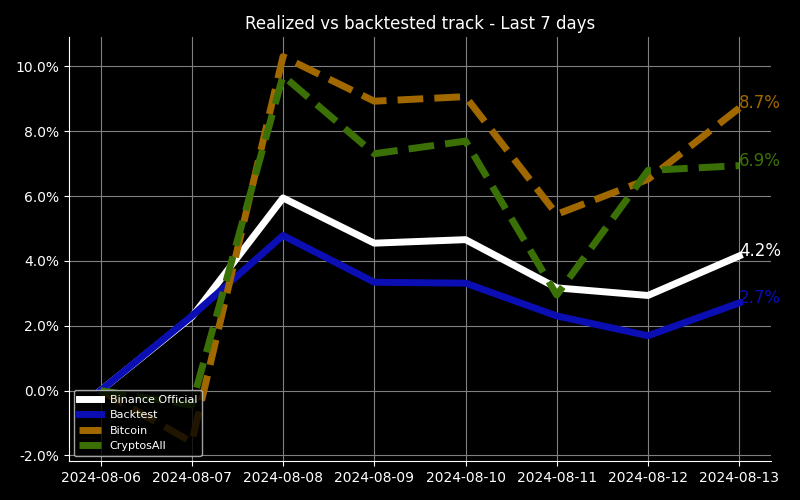 Realized vs backtested track - Last 7 days
10.0%
8.0%
6.0%
4.0%
2.0%
0.0%
-2.0%
8.7%
6.9%
4.2%
2.7%
Binance Official
Backtest
Bitcoin
CryptosAll
2024-08-06 2024-08-07 2024-08-08 2024-08-09 2024-08-10 2024-08-11 2024-08-12 2024-08-13